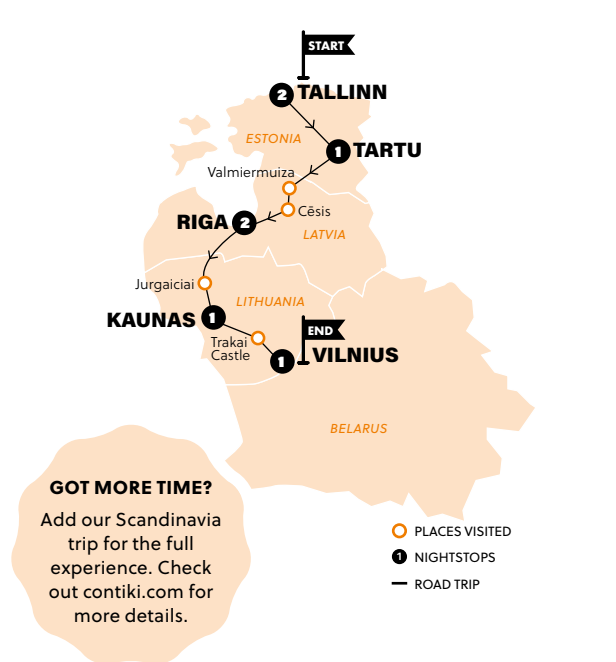 START
2 TALLINN
ESTONIA
1 TARTU
Valmiermuiza
Cēsis
RIGA 2
LATVIA
Jurgaiciai
LITHUANIA
KAUNAS 1
END
Trakai
Castle
1 VILNIUS
BELARUS
GOT MORE TIME?
Add our Scandinavia
trip for the full
experience. Check
out contiki.com for
more details.
PLACES VISITED
1 NIGHTSTOPS
ROAD TRIP